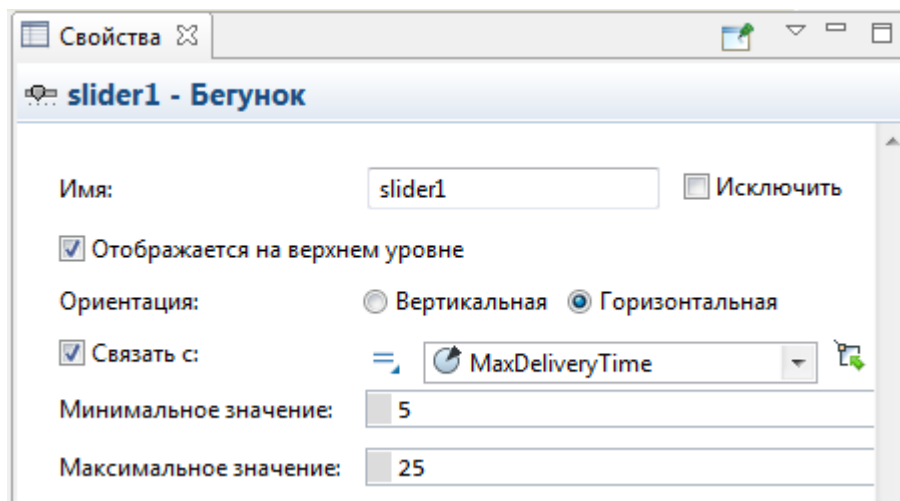 Свойства
slider1 - Бегунок
Имя: slider1 Исключить
Отображается на верхнем уровне
Ориентация: Вертикальная Горизонтальная
Связать с: MaxDeliveryTime
Минимальное значение: 5
Максимальное значение: 25